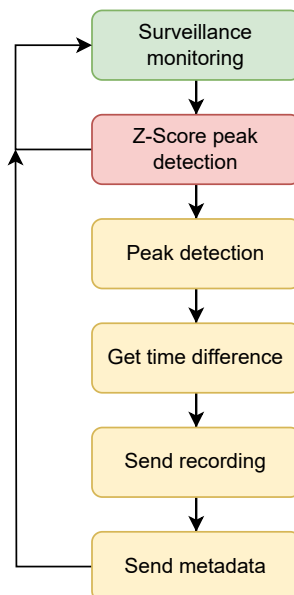 Surveillance
monitoring
Z-Score peak
detection
Peak detection
Get time difference
Send recording
Send metadata